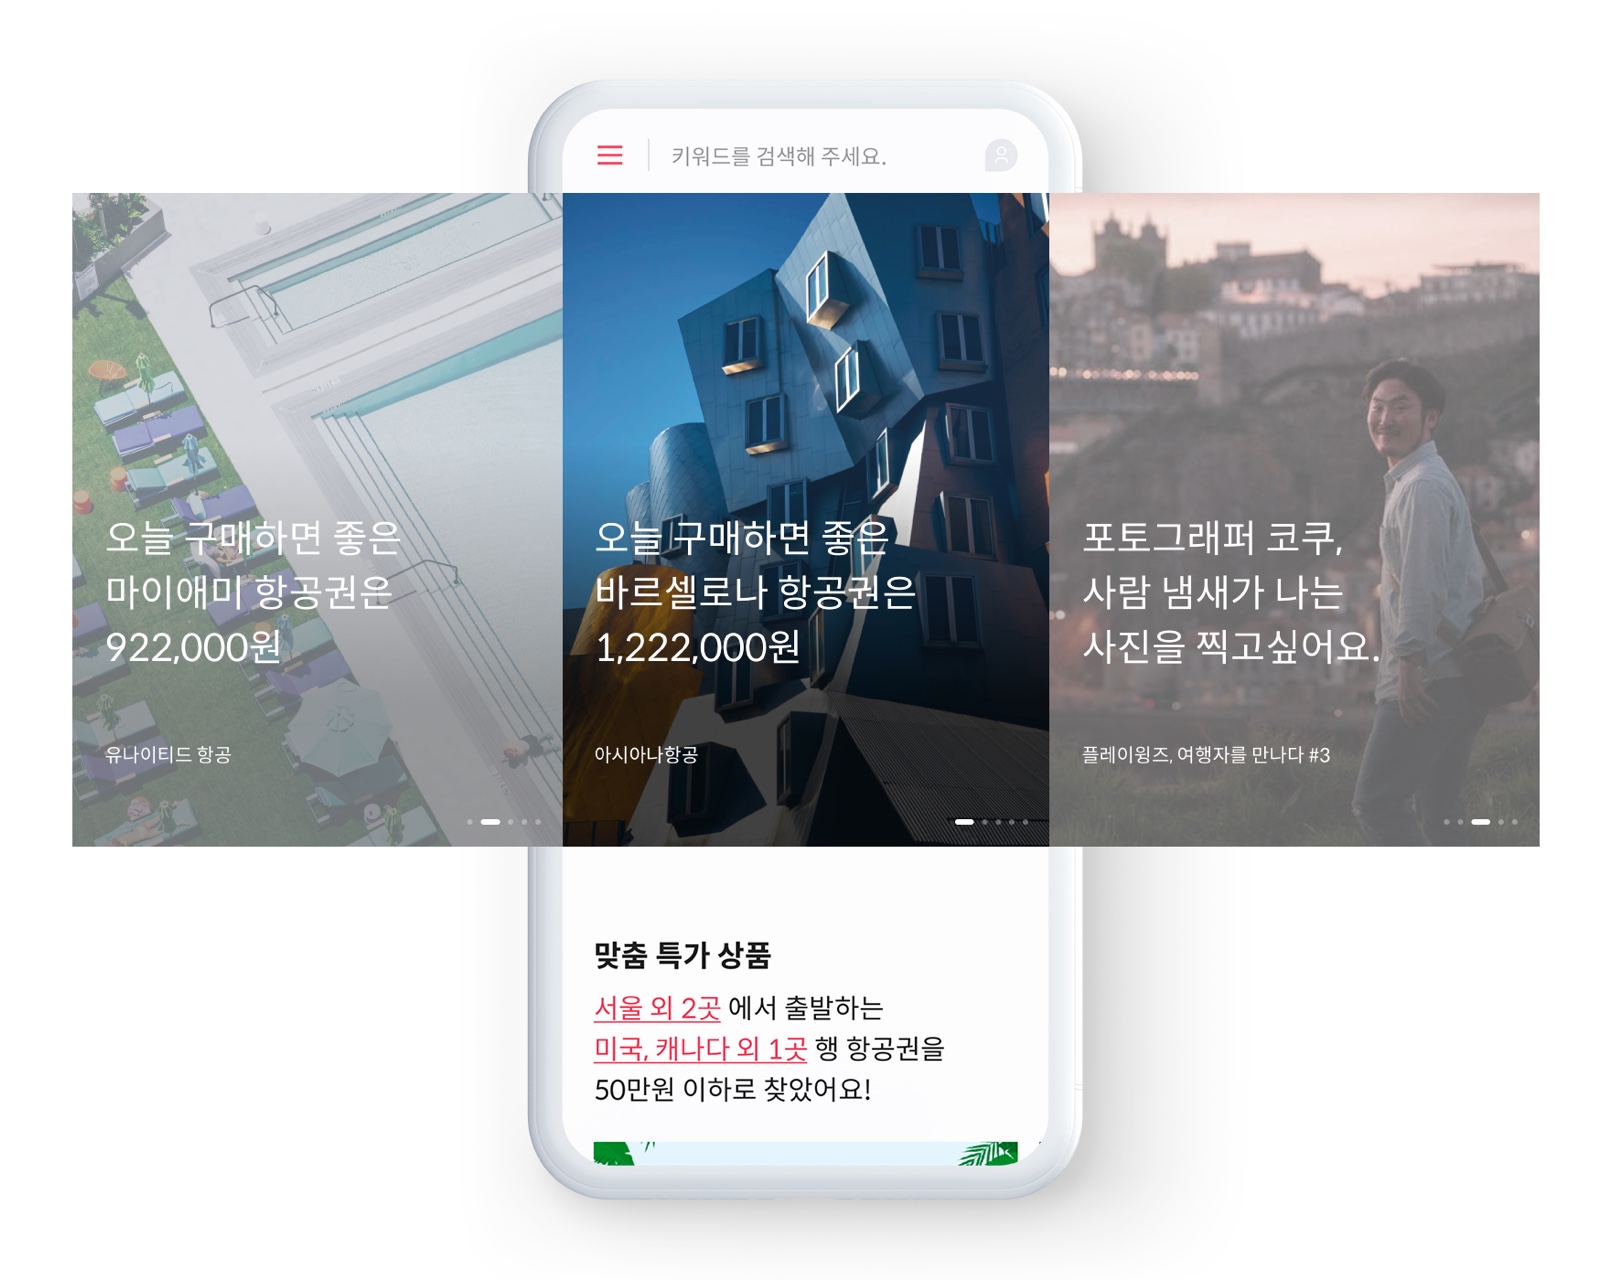 키워드를 검색해 주세요.
오늘 구매하면 좋은
마이애미 항공권은
922,000원
유나이티드 항공
오늘 구매하면 좋은
바르셀로나 항공권은
1,222,000원
아시아나항공
포토그래퍼 코쿠,
사람 냄새가 나는
사진을 찍고싶어요.
플레이윙즈, 여행자를 만나다 #3
맞춤 특가 상품
서울 외 2곳 에서 출발하는
미국, 캐나다 외 1곳 행 항공권을
50만원 이하로 찾았어요!